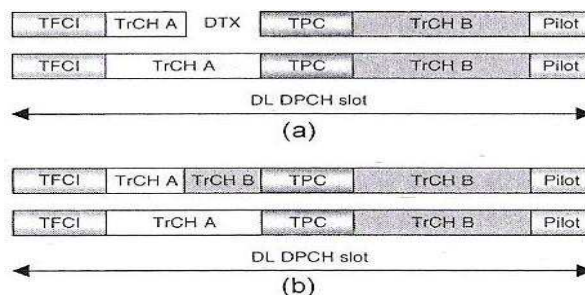 TFCI TrCH A DTX TPC TrCH B Pilot
TFCI TrCH A TPC TrCH B Pilot
DL DPCH slot
(a)
TFCI TrCH A TrCH B TPC TrCH B Pilot
TFCI TrCH A TPC TrCH B Pilot
DL DPCH slot
(b)